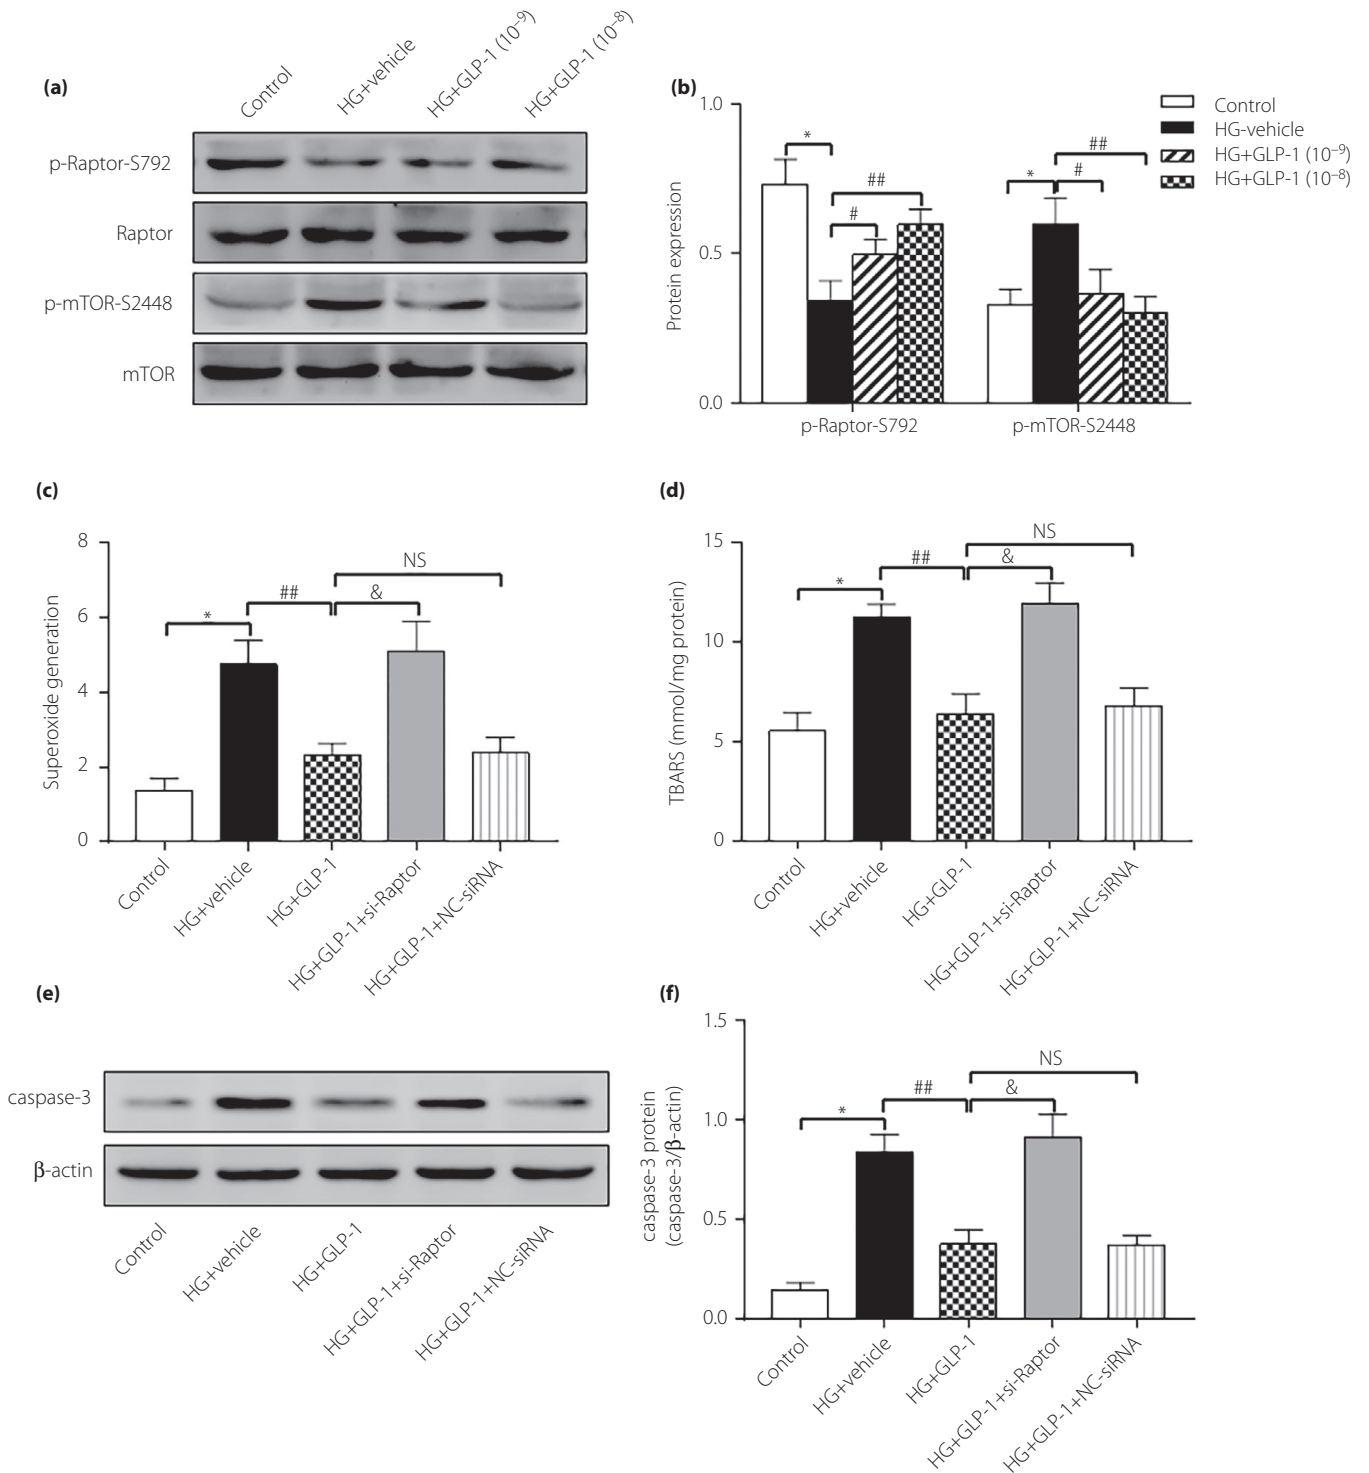 (a)
Control
HG+vehicle
HG+GLP-1 (10⁻⁹)
HG+GLP-1 (10⁻⁸)
p-Raptor-S792
Raptor
p-mTOR-S2448
mTOR
(b)
Protein expression
1.0
0.5
0.0
*
#
##
*
#
##
p-Raptor-S792
p-mTOR-S2448
Control
HG-vehicle
HG+GLP-1 (10⁻⁹)
HG+GLP-1 (10⁻⁸)
(c)
Superoxide generation
8
6
4
2
0
*
##
&
NS
Control
HG+vehicle
HG+GLP-1
HG+GLP-1+si-Raptor
HG+GLP-1+NC-siRNA
(d)
TBARS (mmol/mg protein)
15
10
5
0
*
##
&
NS
Control
HG+vehicle
HG+GLP-1
HG+GLP-1+si-Raptor
HG+GLP-1+NC-siRNA
(e)
caspase-3
β-actin
Control
HG+vehicle
HG+GLP-1
HG+GLP-1+si-Raptor
HG+GLP-1+NC-siRNA
(f)
caspase-3 protein
(caspase-3/β-actin)
1.5
1.0
0.5
0.0
*
##
&
NS
Control
HG+vehicle
HG+GLP-1
HG+GLP-1+si-Raptor
HG+GLP-1+NC-siRNA